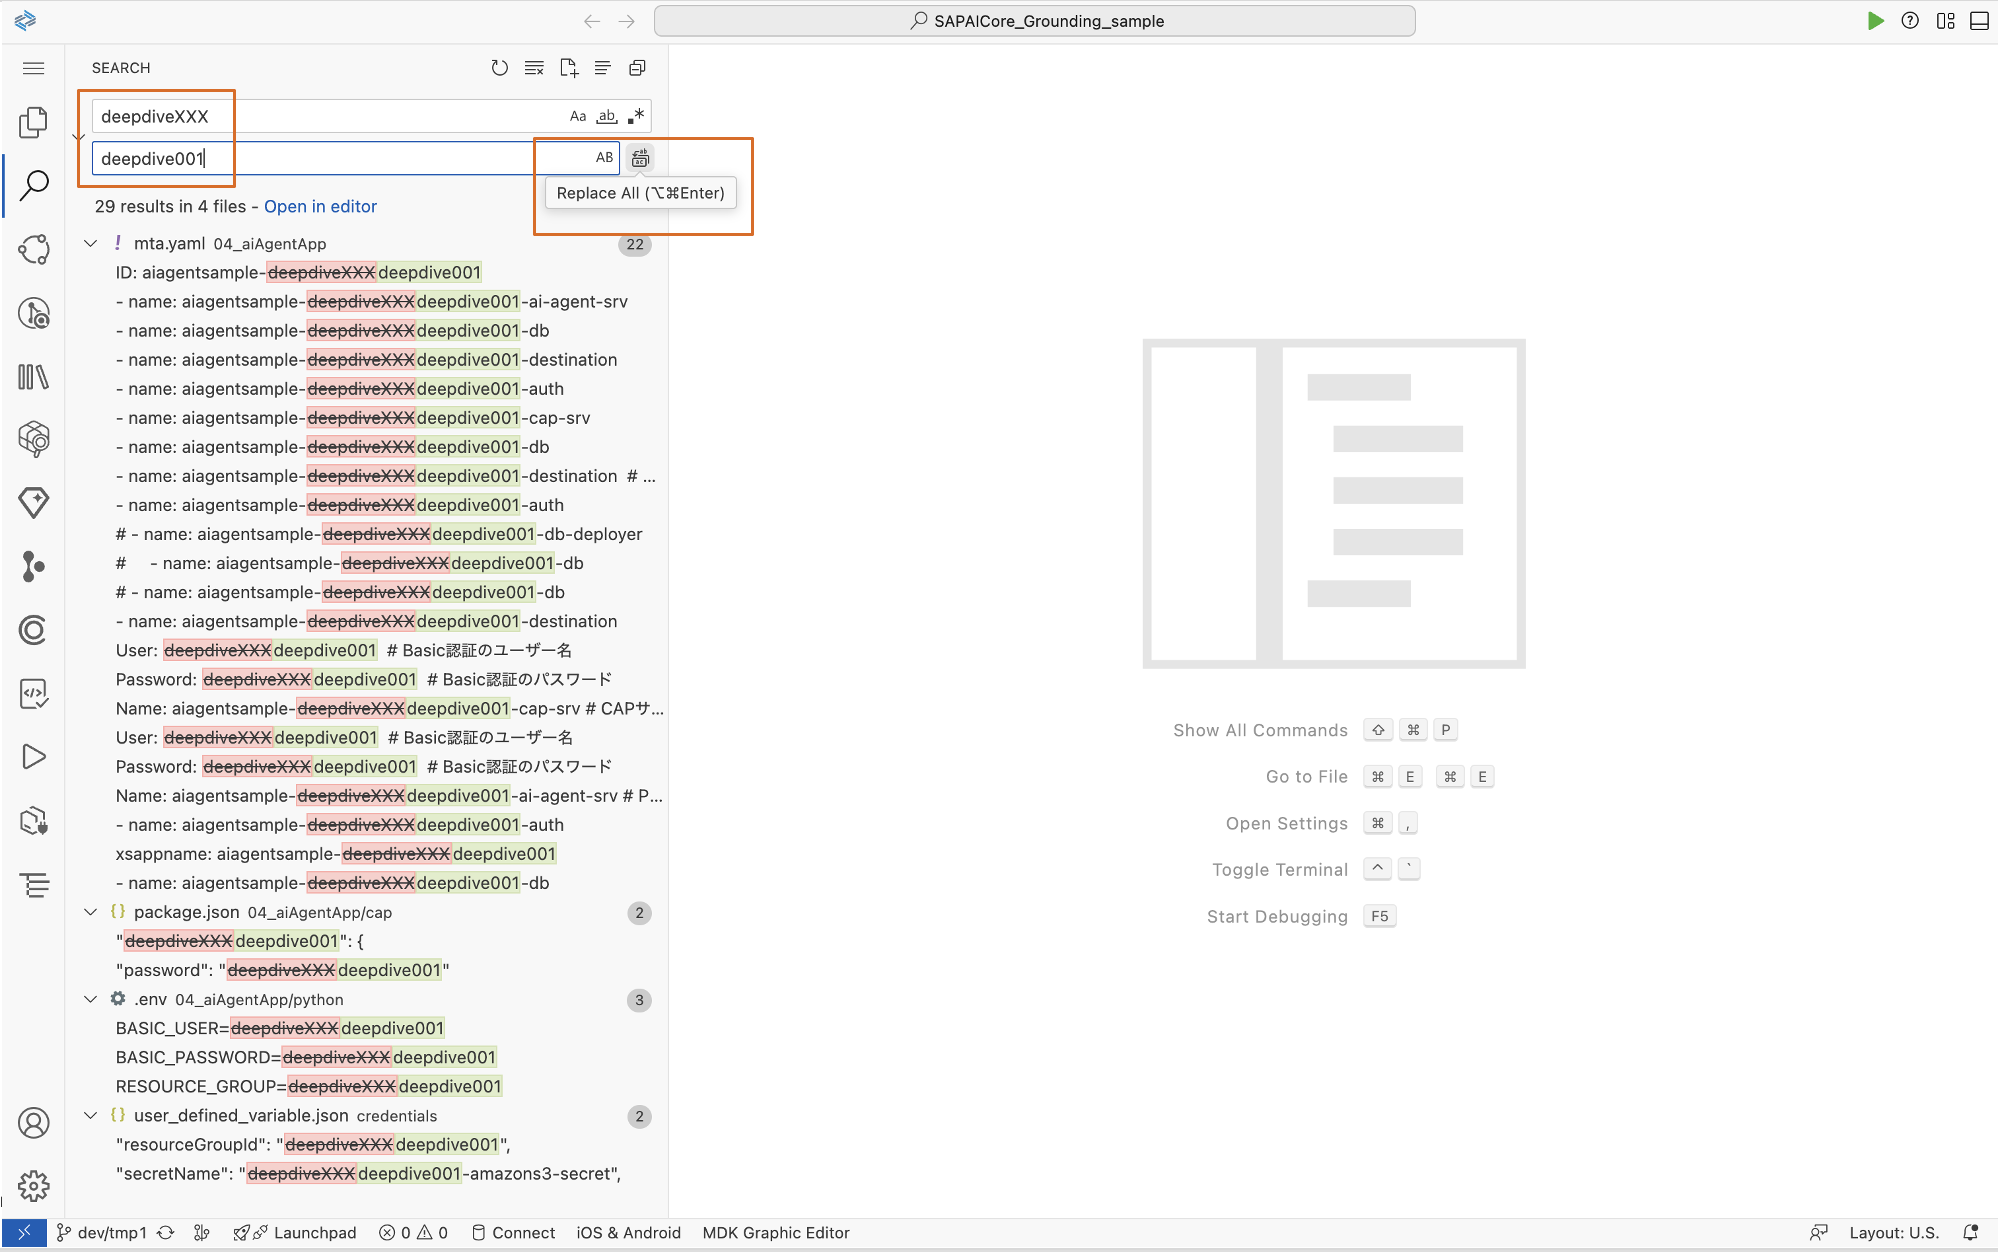 SAPAICore_Grounding_sample
SEARCH
deepdiveXXX
Aa ab .*
deepdive001
AB
Replace All (⌥⌘Enter)
29 results in 4 files - Open in editor
mta.yaml 04_aiAgentApp 22
ID: aiagentsample-deepdiveXXXdeepdive001
- name: aiagentsample-deepdiveXXXdeepdive001-ai-agent-srv
- name: aiagentsample-deepdiveXXXdeepdive001-db
- name: aiagentsample-deepdiveXXXdeepdive001-destination
- name: aiagentsample-deepdiveXXXdeepdive001-auth
- name: aiagentsample-deepdiveXXXdeepdive001-cap-srv
- name: aiagentsample-deepdiveXXXdeepdive001-db
- name: aiagentsample-deepdiveXXXdeepdive001-destination # ...
- name: aiagentsample-deepdiveXXXdeepdive001-auth
# - name: aiagentsample-deepdiveXXXdeepdive001-db-deployer
# - name: aiagentsample-deepdiveXXXdeepdive001-db
# - name: aiagentsample-deepdiveXXXdeepdive001-db
- name: aiagentsample-deepdiveXXXdeepdive001-destination
User: deepdiveXXXdeepdive001 # Basic認証のユーザー名
Password: deepdiveXXXdeepdive001 # Basic認証のパスワード
Name: aiagentsample-deepdiveXXXdeepdive001-cap-srv # CAPサ...
User: deepdiveXXXdeepdive001 # Basic認証のユーザー名
Password: deepdiveXXXdeepdive001 # Basic認証のパスワード
Name: aiagentsample-deepdiveXXXdeepdive001-ai-agent-srv # P...
- name: aiagentsample-deepdiveXXXdeepdive001-auth
xsappname: aiagentsample-deepdiveXXXdeepdive001
- name: aiagentsample-deepdiveXXXdeepdive001-db
{} package.json 04_aiAgentApp/cap 2
"deepdiveXXXdeepdive001": {
"password": "deepdiveXXXdeepdive001"
.env 04_aiAgentApp/python 3
BASIC_USER=deepdiveXXXdeepdive001
BASIC_PASSWORD=deepdiveXXXdeepdive001
RESOURCE_GROUP=deepdiveXXXdeepdive001
{} user_defined_variable.json credentials 2
"resourceGroupId": "deepdiveXXXdeepdive001",
"secretName": "deepdiveXXXdeepdive001-amazons3-secret",
Show All Commands ⇧ ⌘ P
Go to File ⌘ E ⌘ E
Open Settings ⌘ ,
Toggle Terminal ^ `
Start Debugging F5
dev/tmp1 Launchpad 0 0 Connect iOS & Android MDK Graphic Editor Layout: U.S.